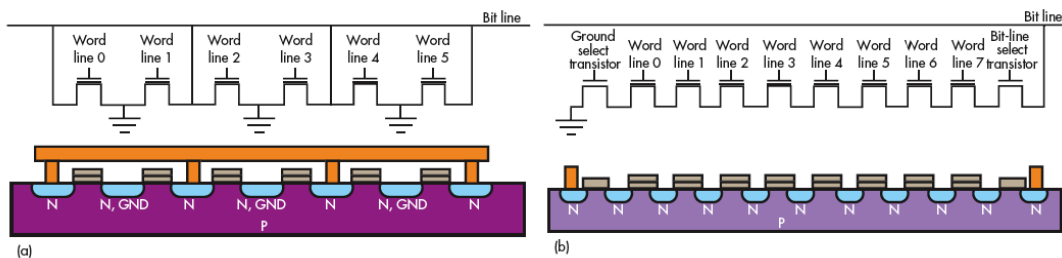 Bit line
Word
line 0
Word
line 1
Word
line 2
Word
line 3
Word
line 4
Word
line 5
N
N, GND
N
N, GND
N
N, GND
N
P
(a)
Bit line
Ground
select
transistor
Word
line 0
Word
line 1
Word
line 2
Word
line 3
Word
line 4
Word
line 5
Word
line 6
Word
line 7
Bit-line
select
transistor
N
N
N
N
N
N
N
N
N
N
N
P
(b)